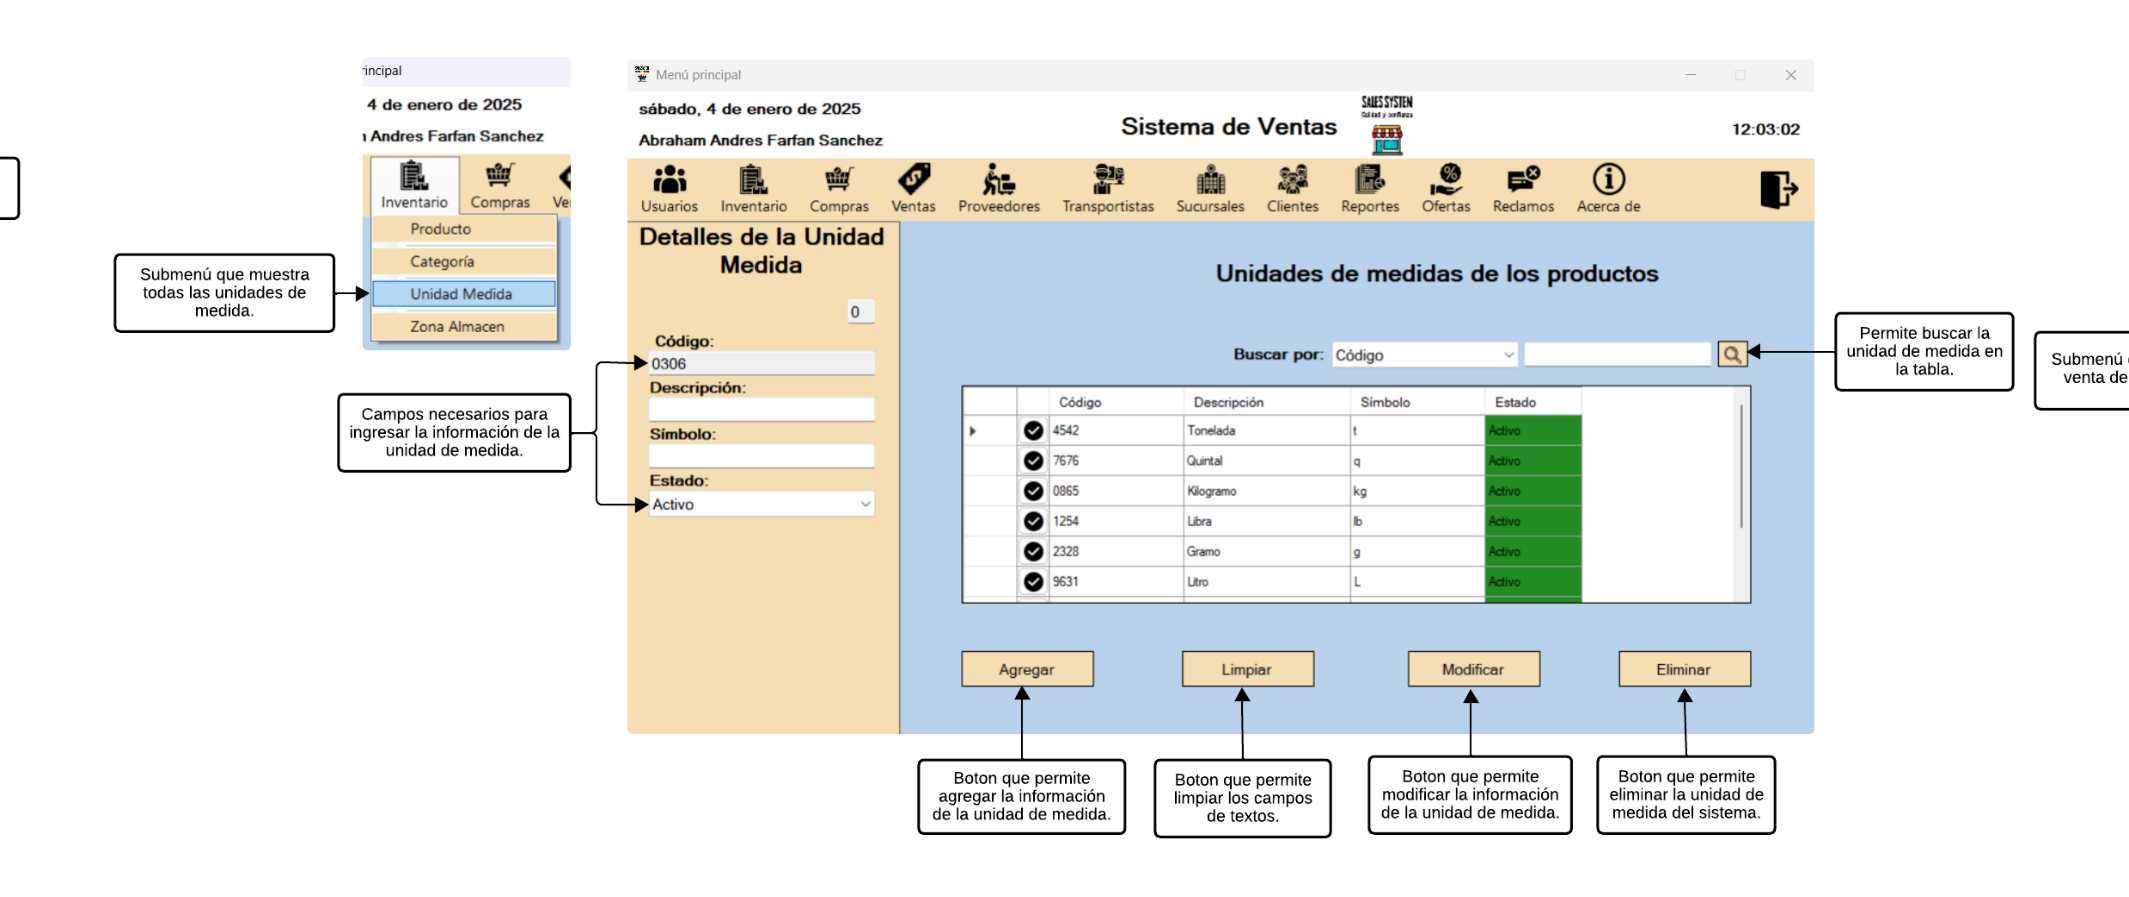 rincipal
4 de enero de 2025
Andres Farfan Sanchez
Inventario Compras
Producto
Categoría
Unidad Medida
Zona Almacen
Submenú que muestra
todas las unidades de
medida.
Campos necesarios para
ingresar la información de la
unidad de medida.
Menú principal
sábado, 4 de enero de 2025
Abraham Andres Farfan Sanchez
Sistema de Ventas
SALES SYSTEM
Calidad y confianza
12:03:02
Usuarios Inventario Compras Ventas Proveedores Transportistas Sucursales Clientes Reportes Ofertas Reclamos Acerca de
Detalles de la Unidad
Medida
0
Código:
0306
Descripción:
Símbolo:
Estado:
Activo
Unidades de medidas de los productos
Buscar por: Código
Código Descripción Símbolo Estado
4542 Tonelada t Activo
7676 Quintal q Activo
0865 Kilogramo kg Activo
1254 Libra lb Activo
2328 Gramo g Activo
9631 Litro L Activo
Agregar Limpiar Modificar Eliminar
Permite buscar la
unidad de medida en
la tabla.
Submenú
venta de
Boton que permite
agregar la información
de la unidad de medida.
Boton que permite
limpiar los campos
de textos.
Boton que permite
modificar la información
de la unidad de medida.
Boton que permite
eliminar la unidad de
medida del sistema.